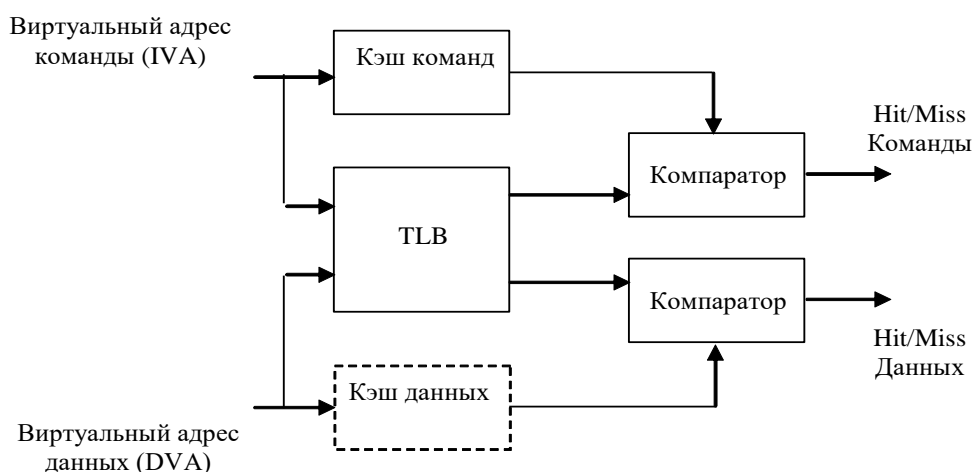 Виртуальный адрес
команды (IVA)
Кэш команд
Hit/Miss
Команды
Компаратор
TLB
Компаратор
Hit/Miss
Данных
Кэш данных
Виртуальный адрес
данных (DVA)